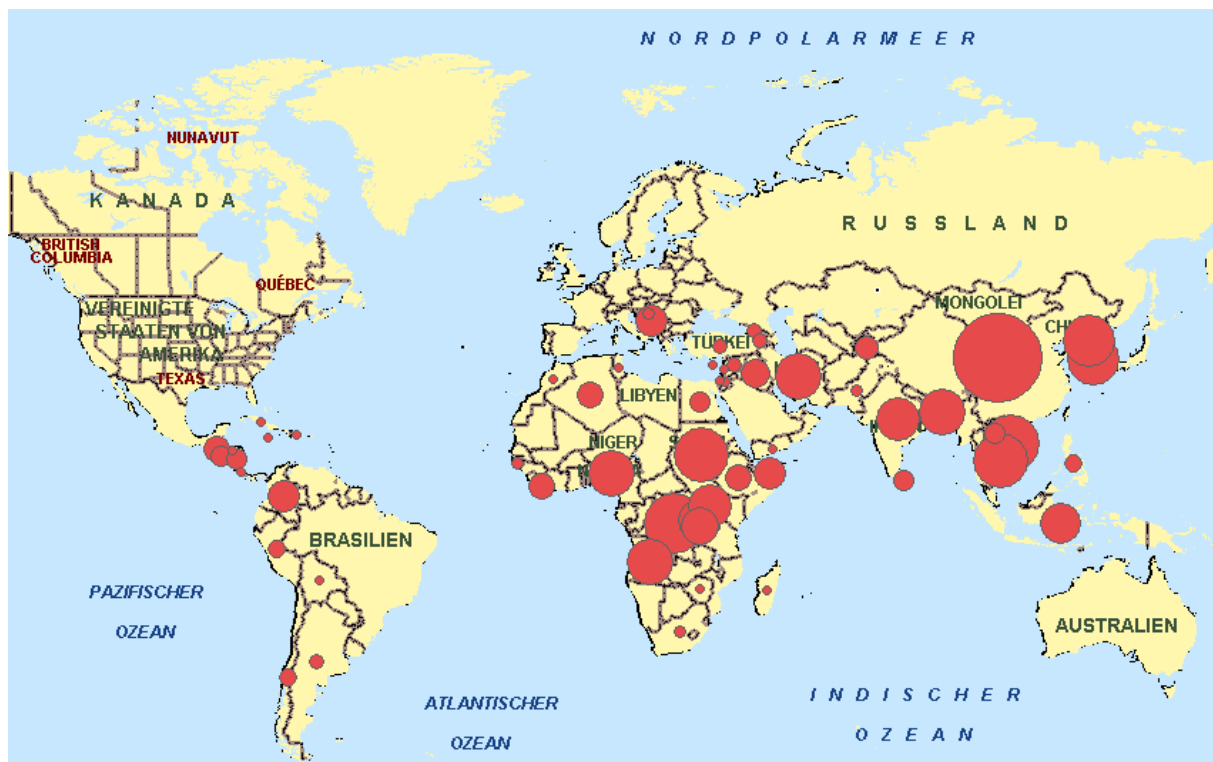 NORDPOLARMEER
NUNAVUT
KANADA
RUSSLAND
BRITISH
COLUMBIA
QUÉBEC
MONGOLEI
VEREINIGTE
STAATEN VON
AMERIKA
TÜRKEI
TEXAS
LIBYEN
NIGER
BRASILIEN
PAZIFISCHER
OZEAN
AUSTRALIEN
ATLANTISCHER
OZEAN
INDISCHER
OZEAN